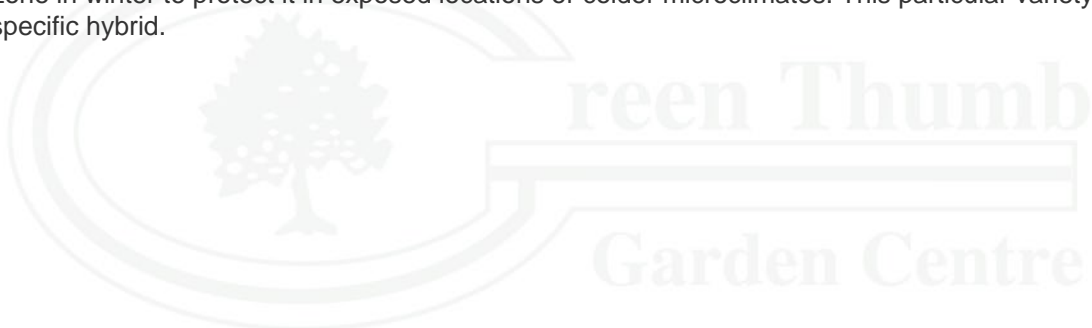 zone in winter to protect it in exposed locations or colder microclimates. This particular variety
specific hybrid.
reen Thumb
Garden Centre